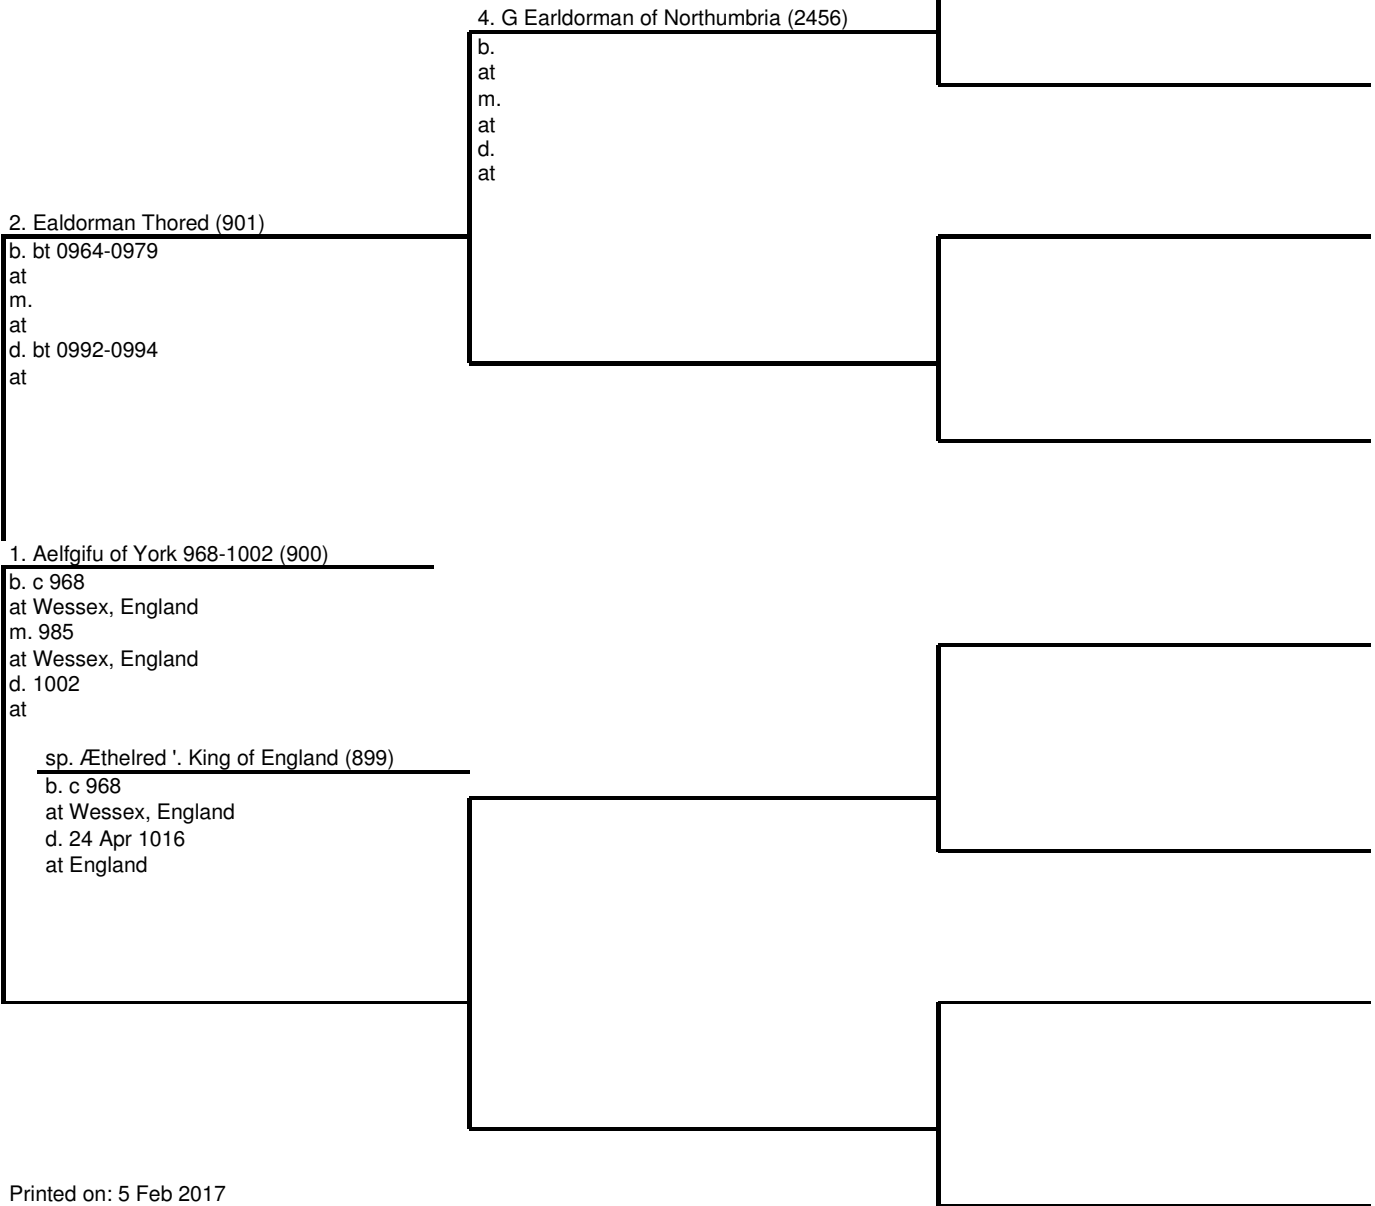 4. G Earldorman of Northumbria (2456)
b.
at
m.
at
d.
at
2. Ealdorman Thored (901)
b. bt 0964-0979
at
m.
at
d. bt 0992-0994
at
1. Aelfgifu of York 968-1002 (900)
b. c 968
at Wessex, England
m. 985
at Wessex, England
d. 1002
at
sp. Æthelred '. King of England (899)
b. c 968
at Wessex, England
d. 24 Apr 1016
at England
Printed on: 5 Feb 2017